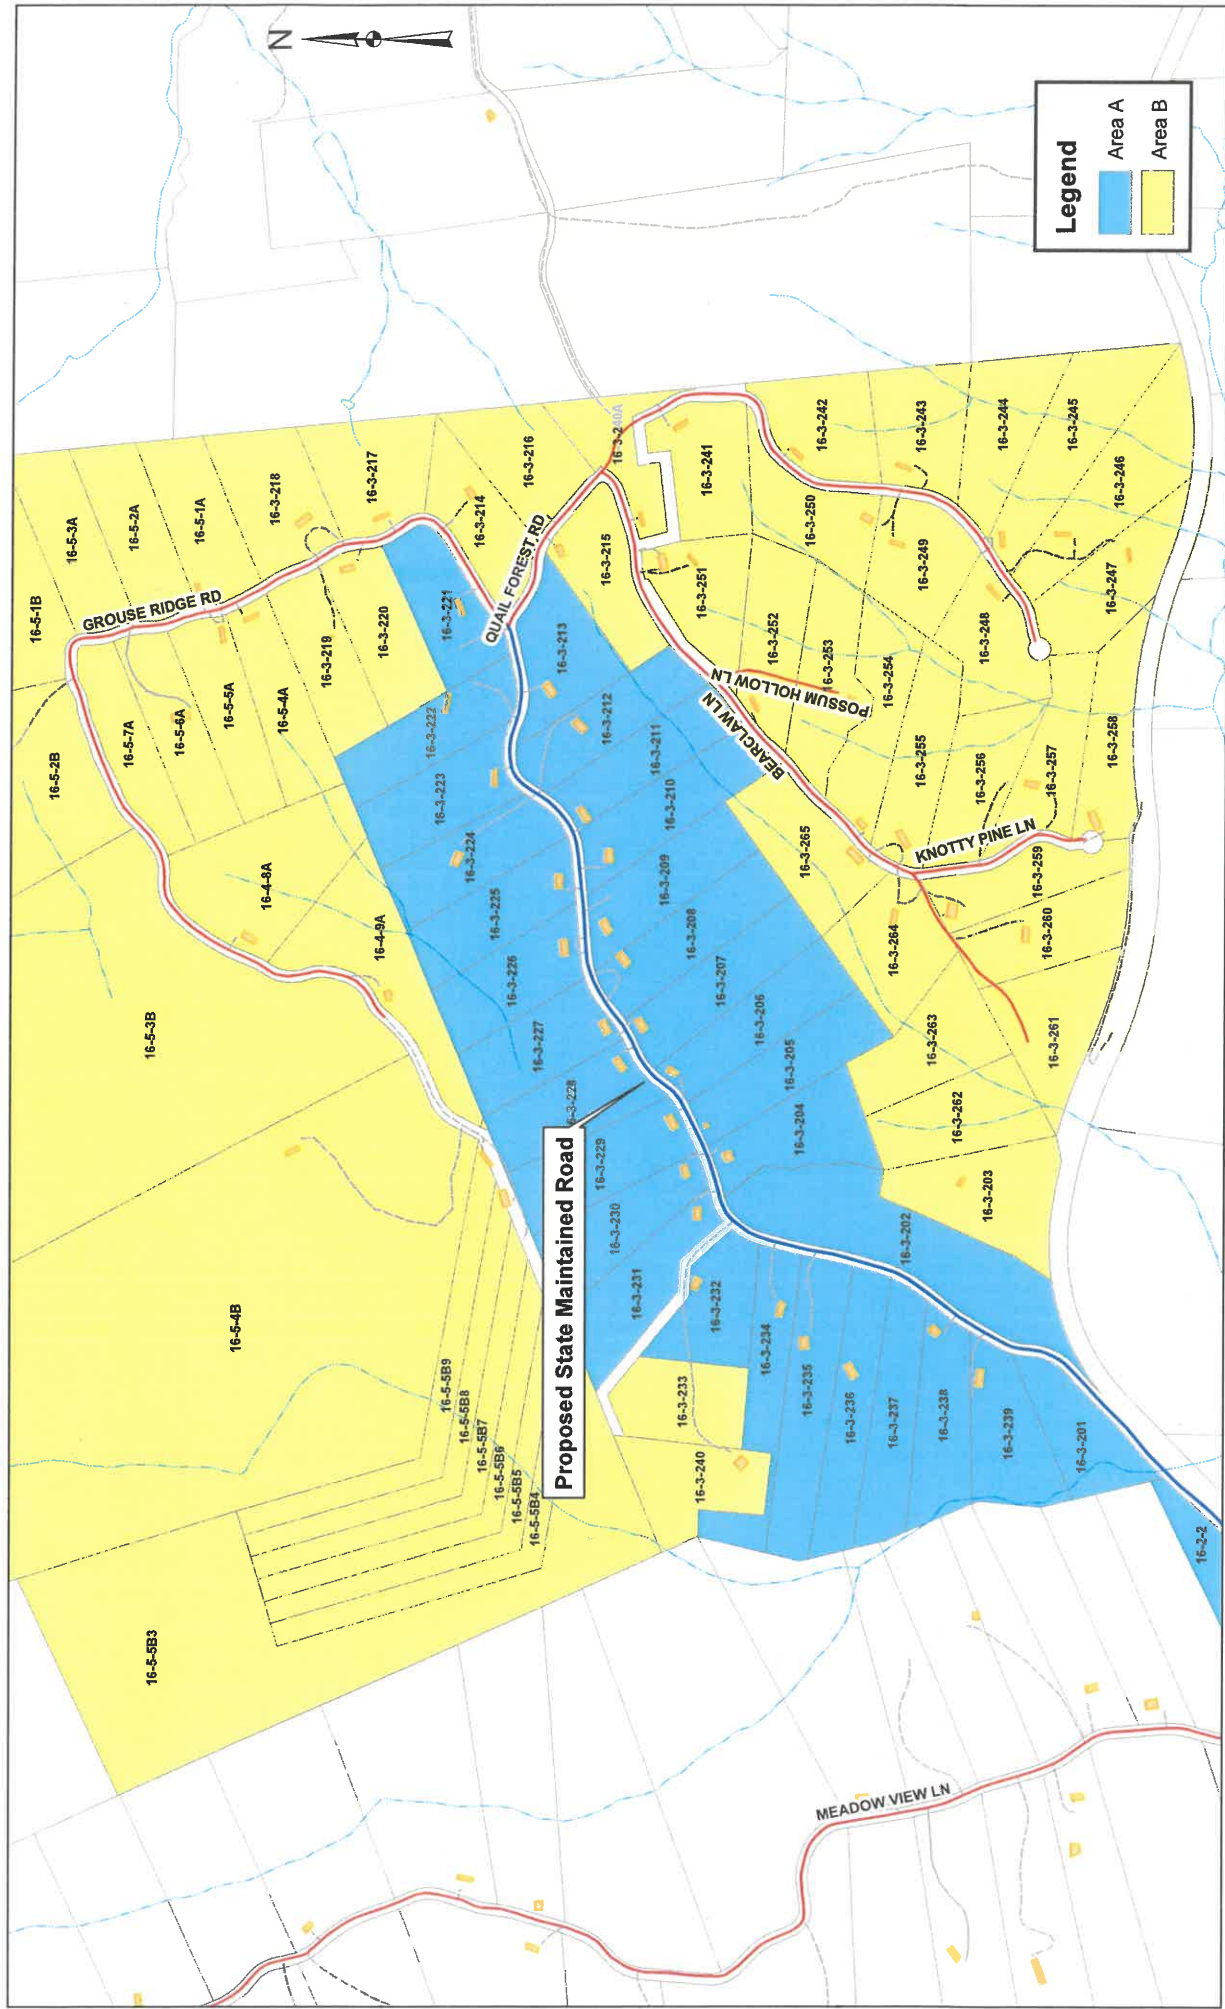 N
Legend
Area A
Area B
16-5-3A
16-5-2A
16-5-1A
16-3-218
16-3-217
16-3-214
16-3-216
16-3-240A
16-3-241
16-3-242
16-3-243
16-3-244
16-3-245
16-3-246
16-3-247
16-3-248
16-3-249
16-3-250
16-5-1B
GROUSE RIDGE RD
16-3-219
16-3-220
16-3-221
QUAIL FOREST RD
16-3-215
16-3-251
16-3-252
16-3-253
16-3-254
16-3-255
16-3-256
16-3-257
16-3-258
POSSUM HOLLOW LN
BEARCLAW LN
KNOTTY PINE LN
16-5-2B
16-5-7A
16-5-6A
16-5-5A
16-5-4A
16-3-222
16-3-223
16-3-224
16-3-225
16-3-226
16-3-227
16-3-228
16-3-229
16-3-230
16-3-231
16-3-232
16-3-213
16-3-212
16-3-211
16-3-210
16-3-209
16-3-208
16-3-207
16-3-206
16-3-205
16-3-204
16-3-265
16-3-264
16-3-263
16-3-262
16-3-261
16-3-260
16-3-259
16-3-203
16-3-202
16-4-8A
16-4-9A
16-5-3B
16-5-4B
Proposed State Maintained Road
16-5-5B9
16-5-5B8
16-5-5B7
16-5-5B6
16-5-5B5
16-5-5B4
16-5-5B3
16-3-233
16-3-240
16-3-234
16-3-235
16-3-236
16-3-237
16-3-238
16-3-239
16-3-201
16-2-2
MEADOW VIEW LN